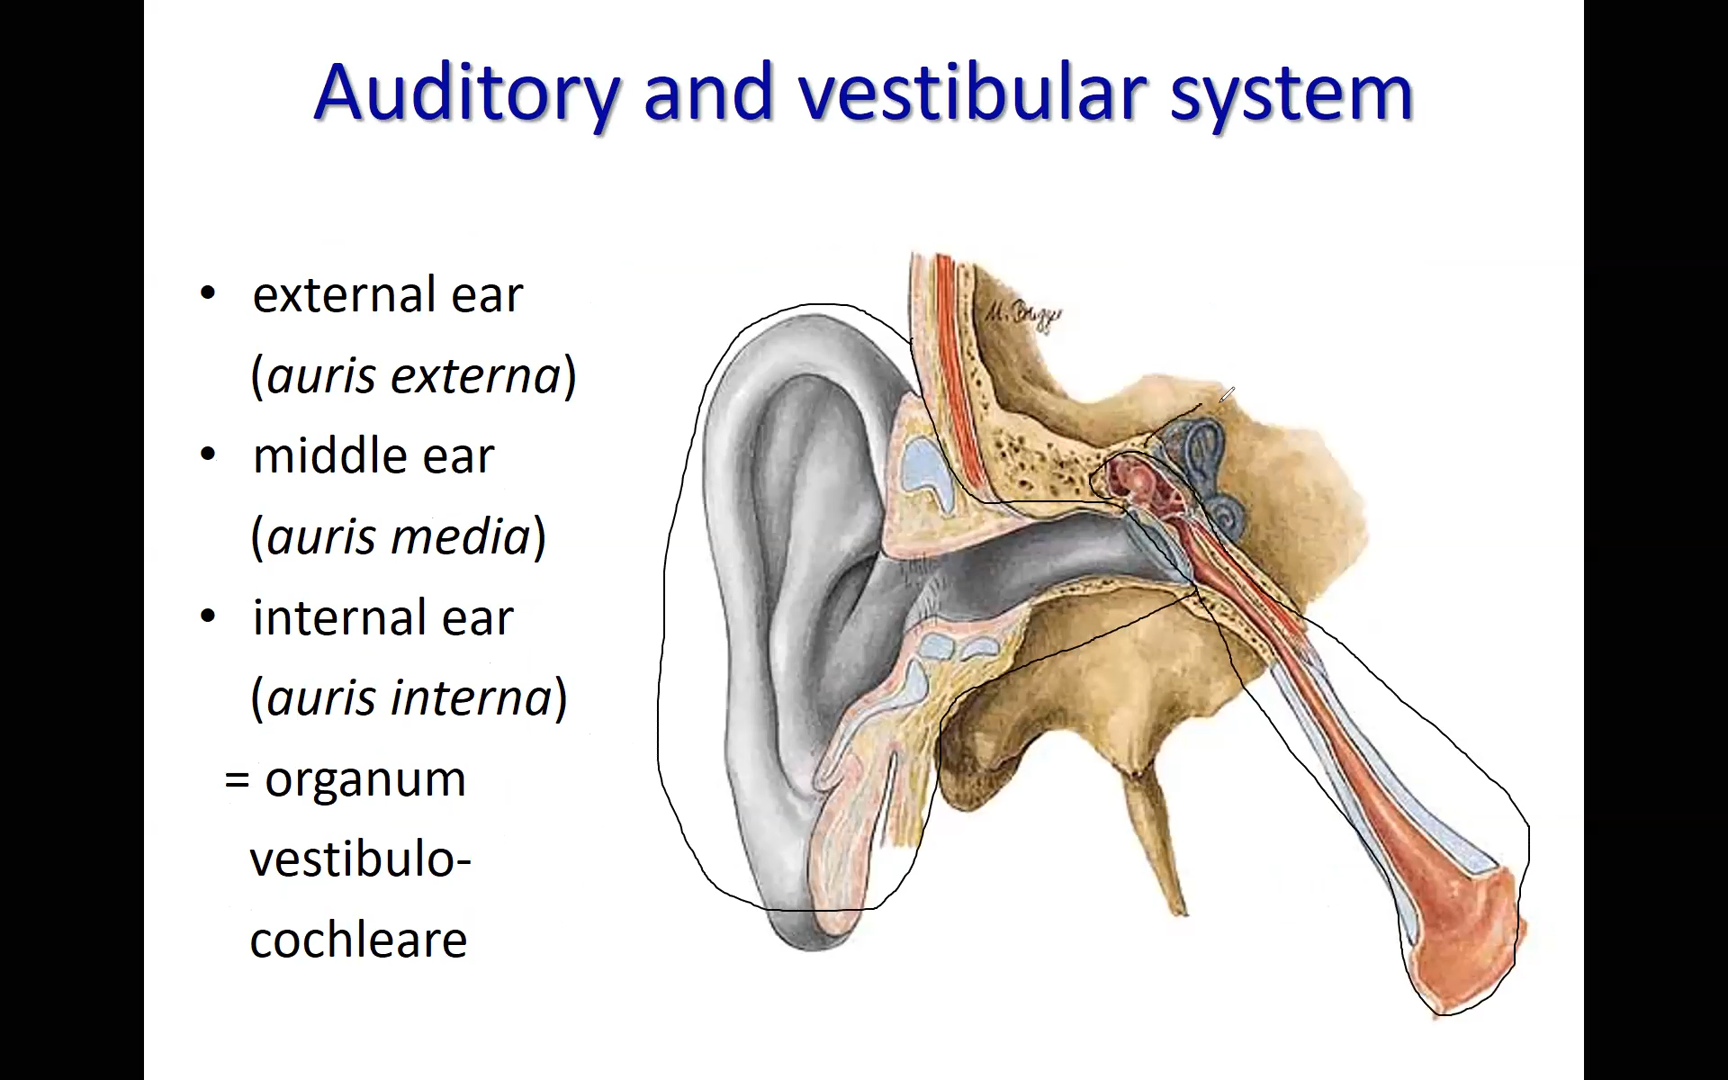 Auditory and vestibular system
• external ear
(auris externa)
• middle ear
(auris media)
• internal ear
(auris interna)
= organum
vestibulo-
cochleare